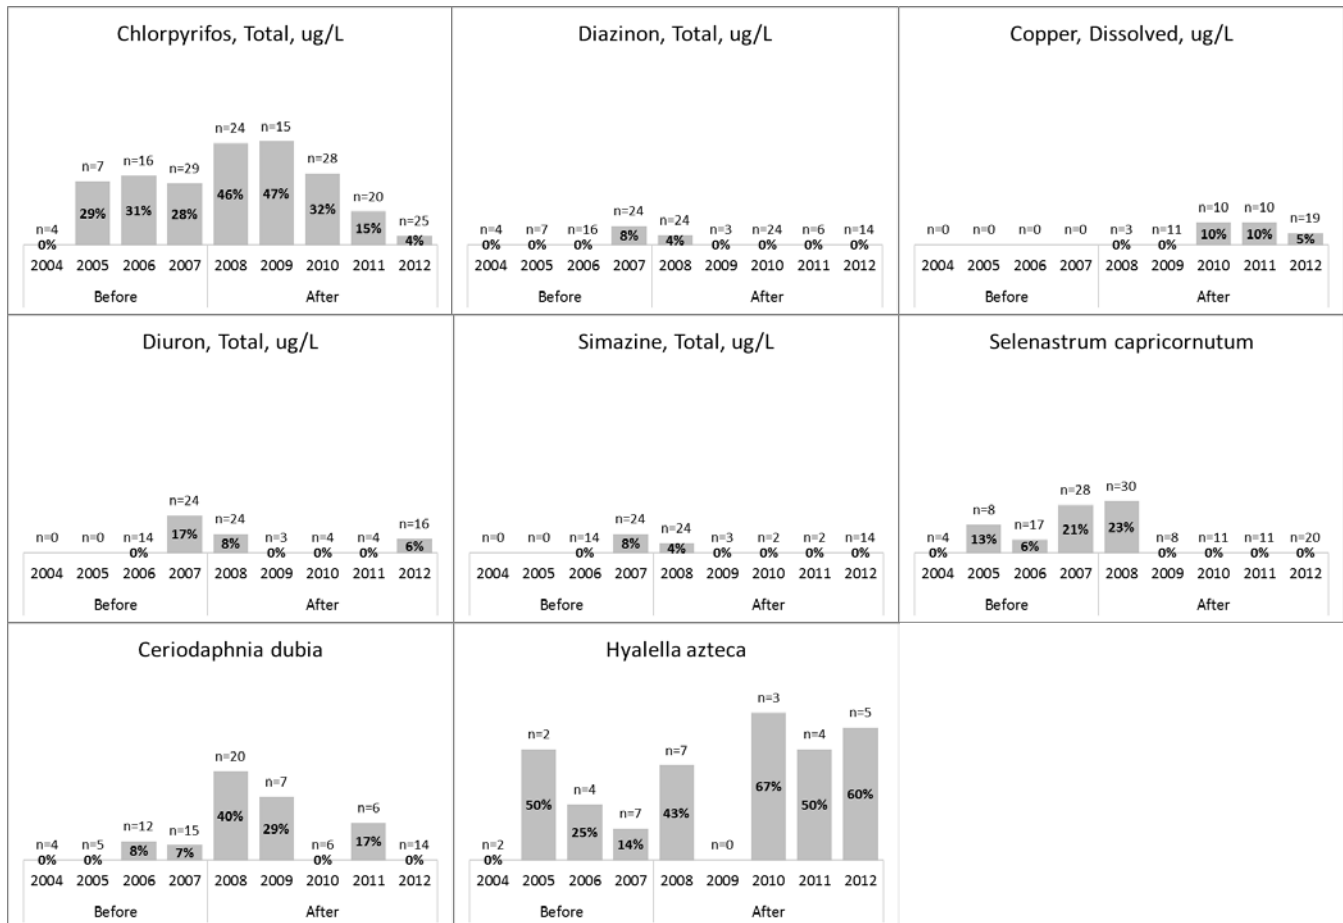 Chlorpyrifos, Total, ug/L
n=4 n=7 n=16 n=29 n=24 n=15 n=28 n=20 n=25
0% 29% 31% 28% 46% 47% 32% 15% 4%
2004 2005 2006 2007 2008 2009 2010 2011 2012
Before After
Diazinon, Total, ug/L
n=4 n=7 n=16 n=24 n=24 n=3 n=24 n=6 n=14
0% 0% 0% 8% 4% 0% 0% 0% 0%
2004 2005 2006 2007 2008 2009 2010 2011 2012
Before After
Copper, Dissolved, ug/L
n=0 n=0 n=0 n=0 n=3 n=11 n=10 n=10 n=19
0% 0% 10% 10% 5%
2004 2005 2006 2007 2008 2009 2010 2011 2012
Before After
Diuron, Total, ug/L
n=0 n=0 n=14 n=24 n=24 n=3 n=4 n=4 n=16
0% 17% 8% 0% 0% 0% 6%
2004 2005 2006 2007 2008 2009 2010 2011 2012
Before After
Simazine, Total, ug/L
n=0 n=0 n=14 n=24 n=24 n=3 n=2 n=2 n=14
0% 8% 4% 0% 0% 0% 0%
2004 2005 2006 2007 2008 2009 2010 2011 2012
Before After
Selenastrum capricornutum
n=4 n=8 n=17 n=28 n=30 n=8 n=11 n=11 n=20
0% 13% 6% 21% 23% 0% 0% 0% 0%
2004 2005 2006 2007 2008 2009 2010 2011 2012
Before After
Ceriodaphnia dubia
n=4 n=5 n=12 n=15 n=20 n=7 n=6 n=6 n=14
0% 0% 8% 7% 40% 29% 0% 17% 0%
2004 2005 2006 2007 2008 2009 2010 2011 2012
Before After
Hyalella azteca
n=2 n=2 n=4 n=7 n=7 n=0 n=3 n=4 n=5
0% 50% 25% 14% 43% 67% 50% 60%
2004 2005 2006 2007 2008 2009 2010 2011 2012
Before After